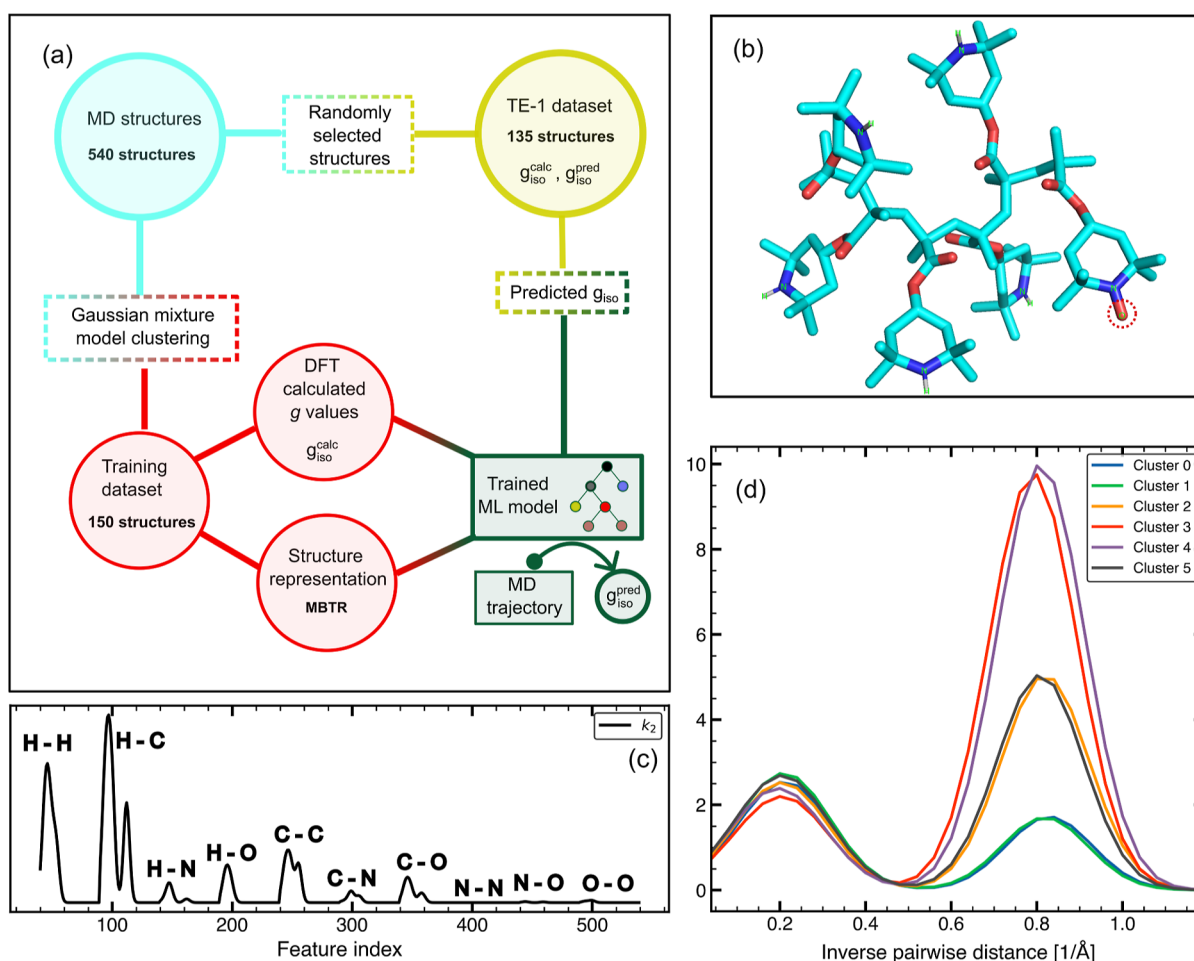 (a)
MD structures
540 structures
Randomly
selected
structures
TE-1 dataset
135 structures
g_iso^calc , g_iso^pred
Gaussian mixture
model clustering
Predicted g_iso
DFT
calculated
g values
g_iso^calc
Training
dataset
150 structures
Trained
ML model
Structure
representation
MBTR
MD
trajectory
g_iso^pred
(b)
(c)
k₂
H-H
H-C
H-N
H-O
C-C
C-N
C-O
N-N
N-O
O-O
100
200
300
400
500
Feature index
(d)
Cluster 0
Cluster 1
Cluster 2
Cluster 3
Cluster 4
Cluster 5
10
8
6
4
2
0
0.2
0.4
0.6
0.8
1.0
Inverse pairwise distance [1/Å]